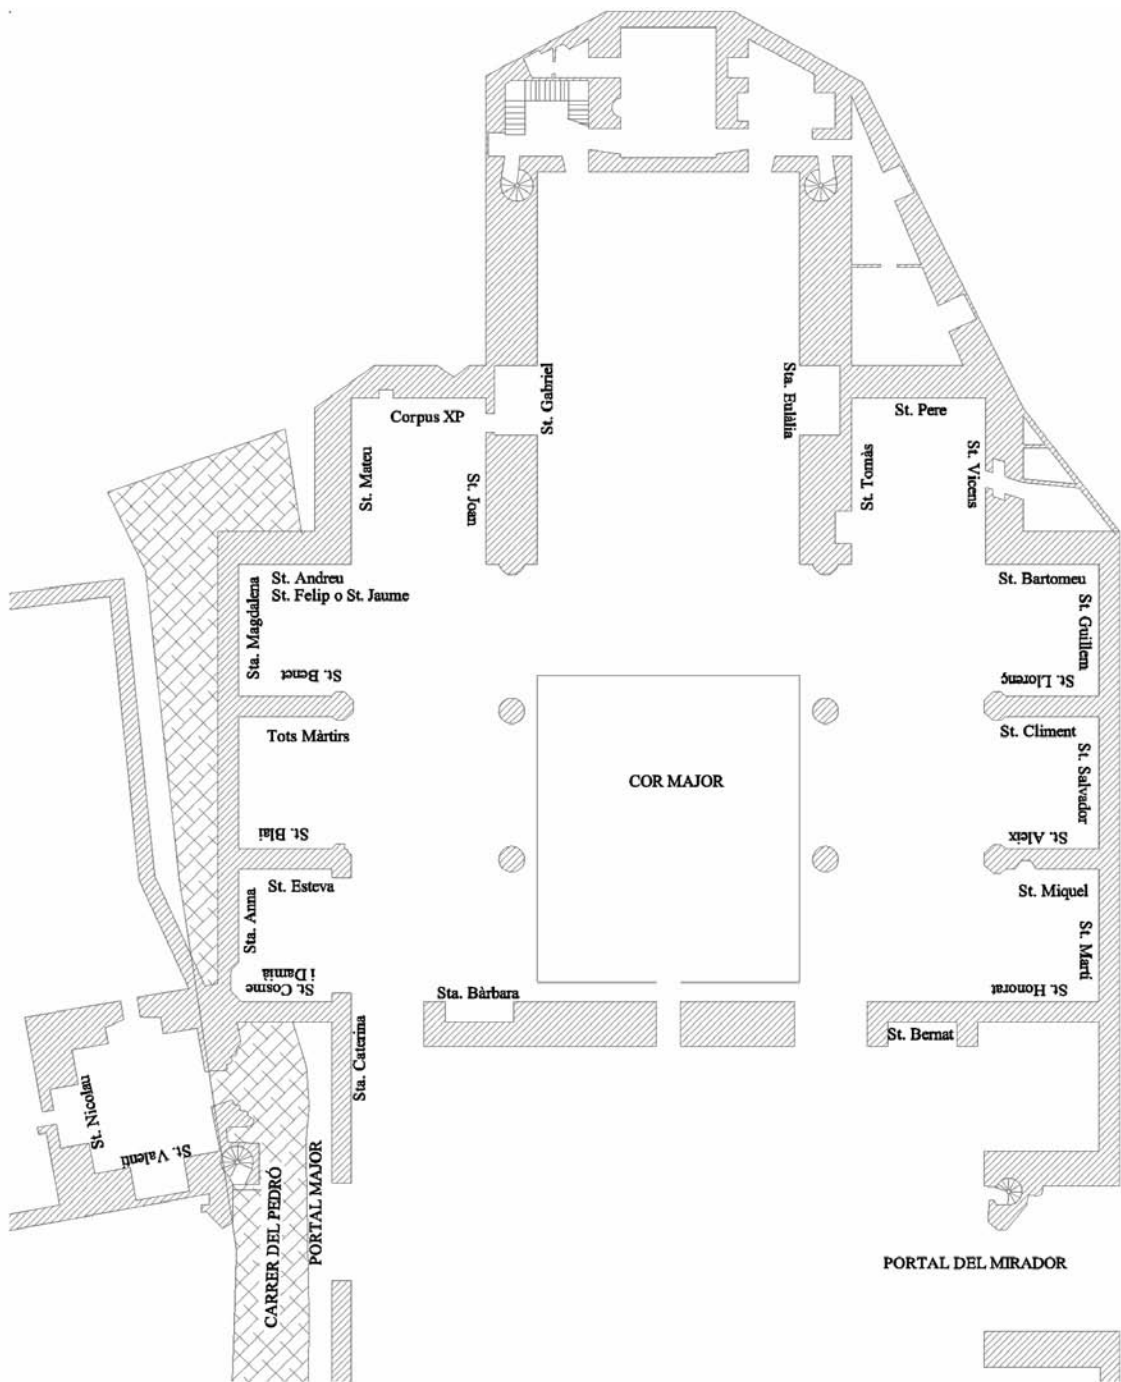 St. Gabriel
Sta. Eulàlia
Corpus XP
St. Pere
St. Mateu
St. Joan
St. Tomàs
St. Vicens
St. Andreu
St. Felip o St. Jaume
Sta. Magdalena
St. Benet
St. Bartomeu
St. Guillem
St. Llorenç
Tots Màrtirs
St. Climent
COR MAJOR
St. Salvador
St. Blai
St. Aleix
St. Esteva
St. Miquel
Sta. Anna
St. Martí
St. Cosme
i Damià
Sta. Bàrbara
St. Honorat
St. Bernat
Sta. Caterina
St. Nicolau
St. Valentí
CARRER DEL PEDRÓ
PORTAL MAJOR
PORTAL DEL MIRADOR